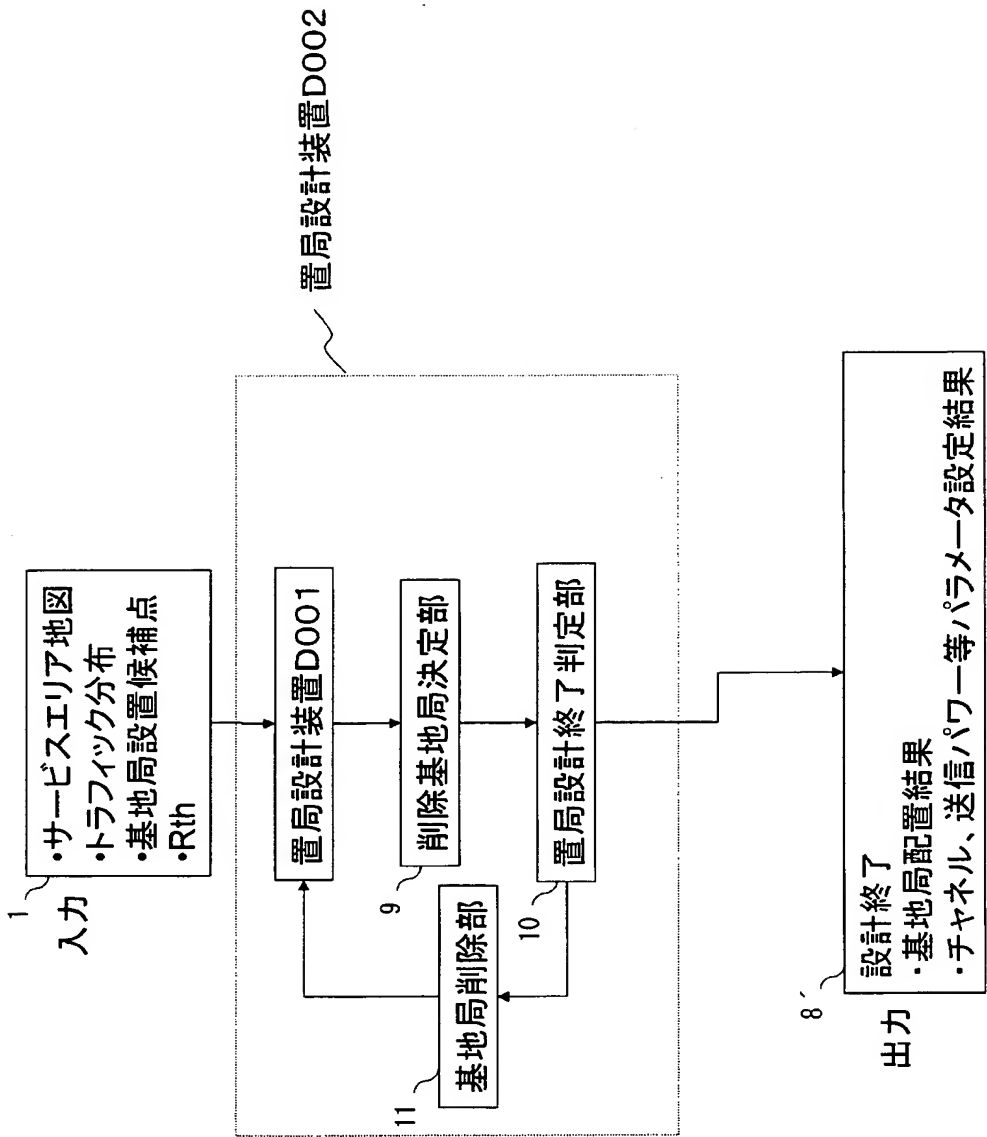 1
入力
・サービスエリア地図
・トラフィック分布
・基地局設置候補点
・Rth
置局設計装置D002
置局設計装置D001
9
削除基地局決定部
10
置局設計終了判定部
11
基地局削除部
8
出力
設計終了
・基地局配置結果
・チャネル、送信パワー等パラメータ設定結果